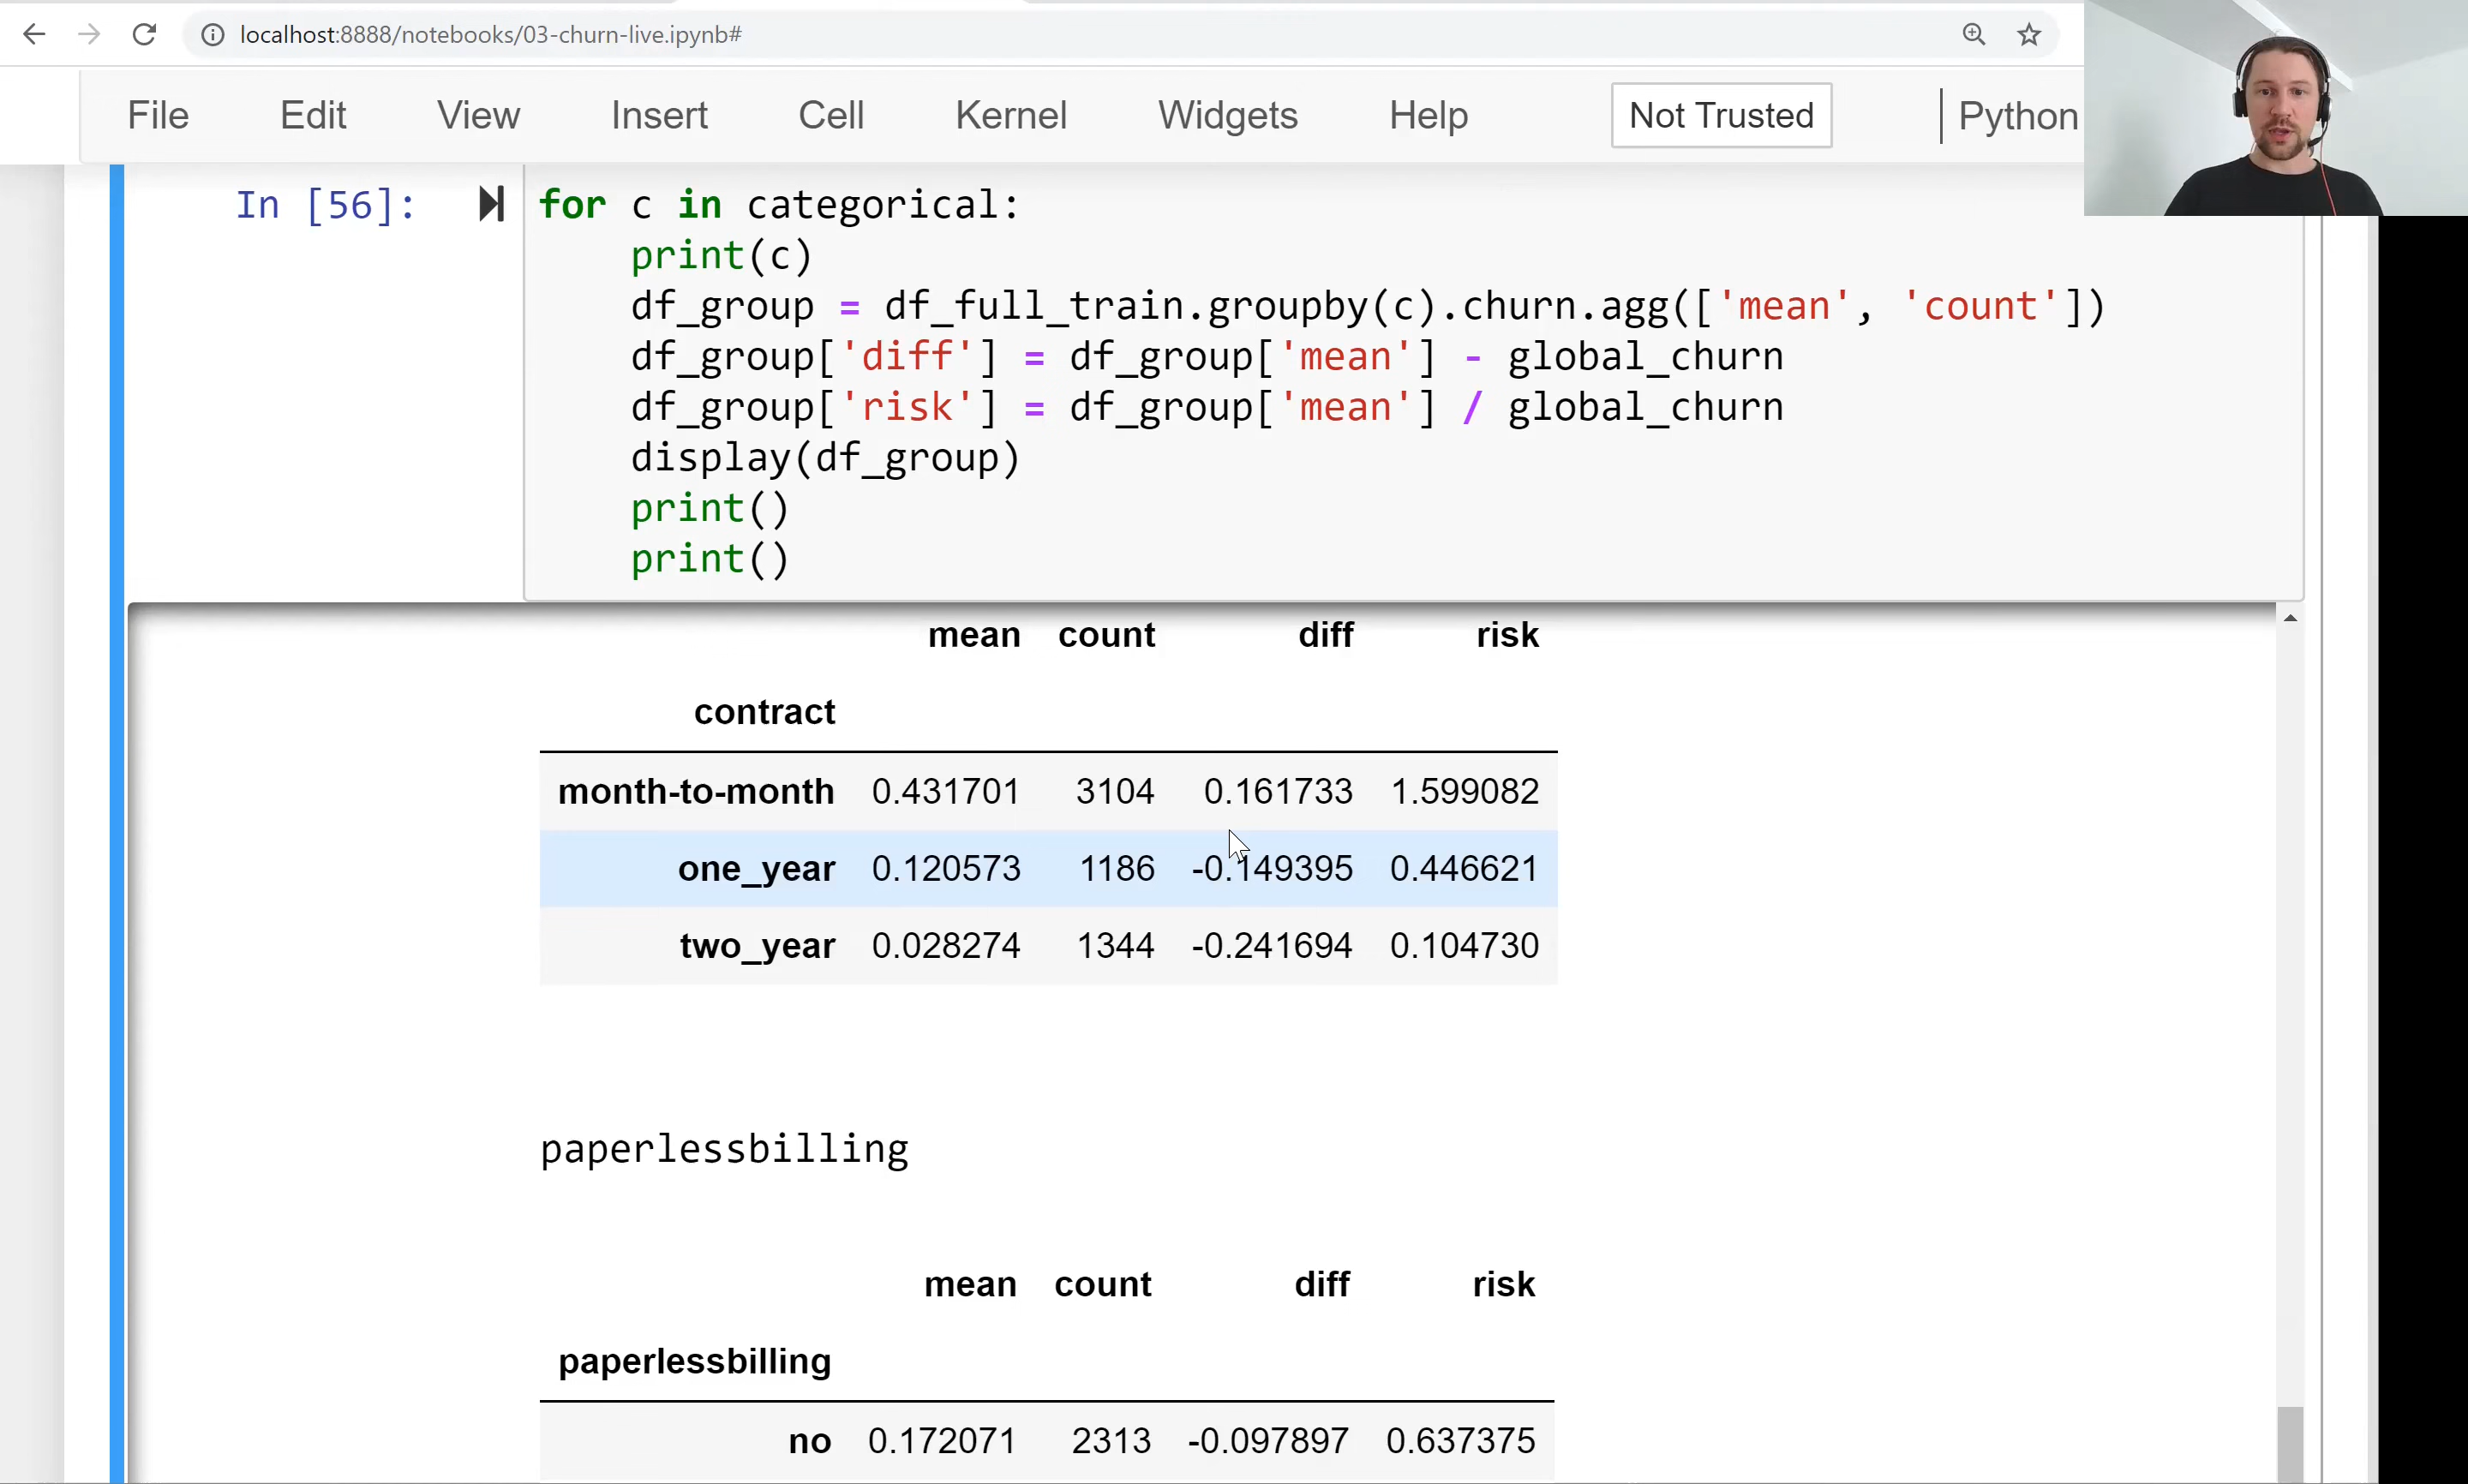 localhost:8888/notebooks/03-churn-live.ipynb#
File Edit View Insert Cell Kernel Widgets Help Not Trusted Python
In [56]: for c in categorical:
print(c)
df_group = df_full_train.groupby(c).churn.agg(['mean', 'count'])
df_group['diff'] = df_group['mean'] - global_churn
df_group['risk'] = df_group['mean'] / global_churn
display(df_group)
print()
print()
mean count diff risk
contract
month-to-month 0.431701 3104 0.161733 1.599082
one_year 0.120573 1186 -0.149395 0.446621
two_year 0.028274 1344 -0.241694 0.104730
paperlessbilling
mean count diff risk
paperlessbilling
no 0.172071 2313 -0.097897 0.637375